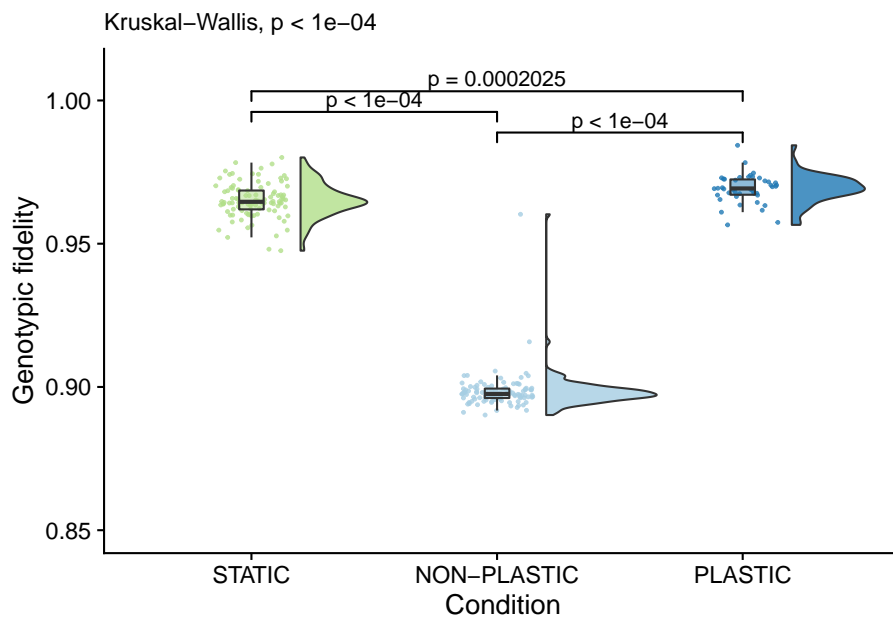 Kruskal−Wallis, p < 1e−04
p = 0.0002025
p < 1e−04
p < 1e−04
1.00
0.95
0.90
0.85
Genotypic fidelity
STATIC NON−PLASTIC PLASTIC
Condition